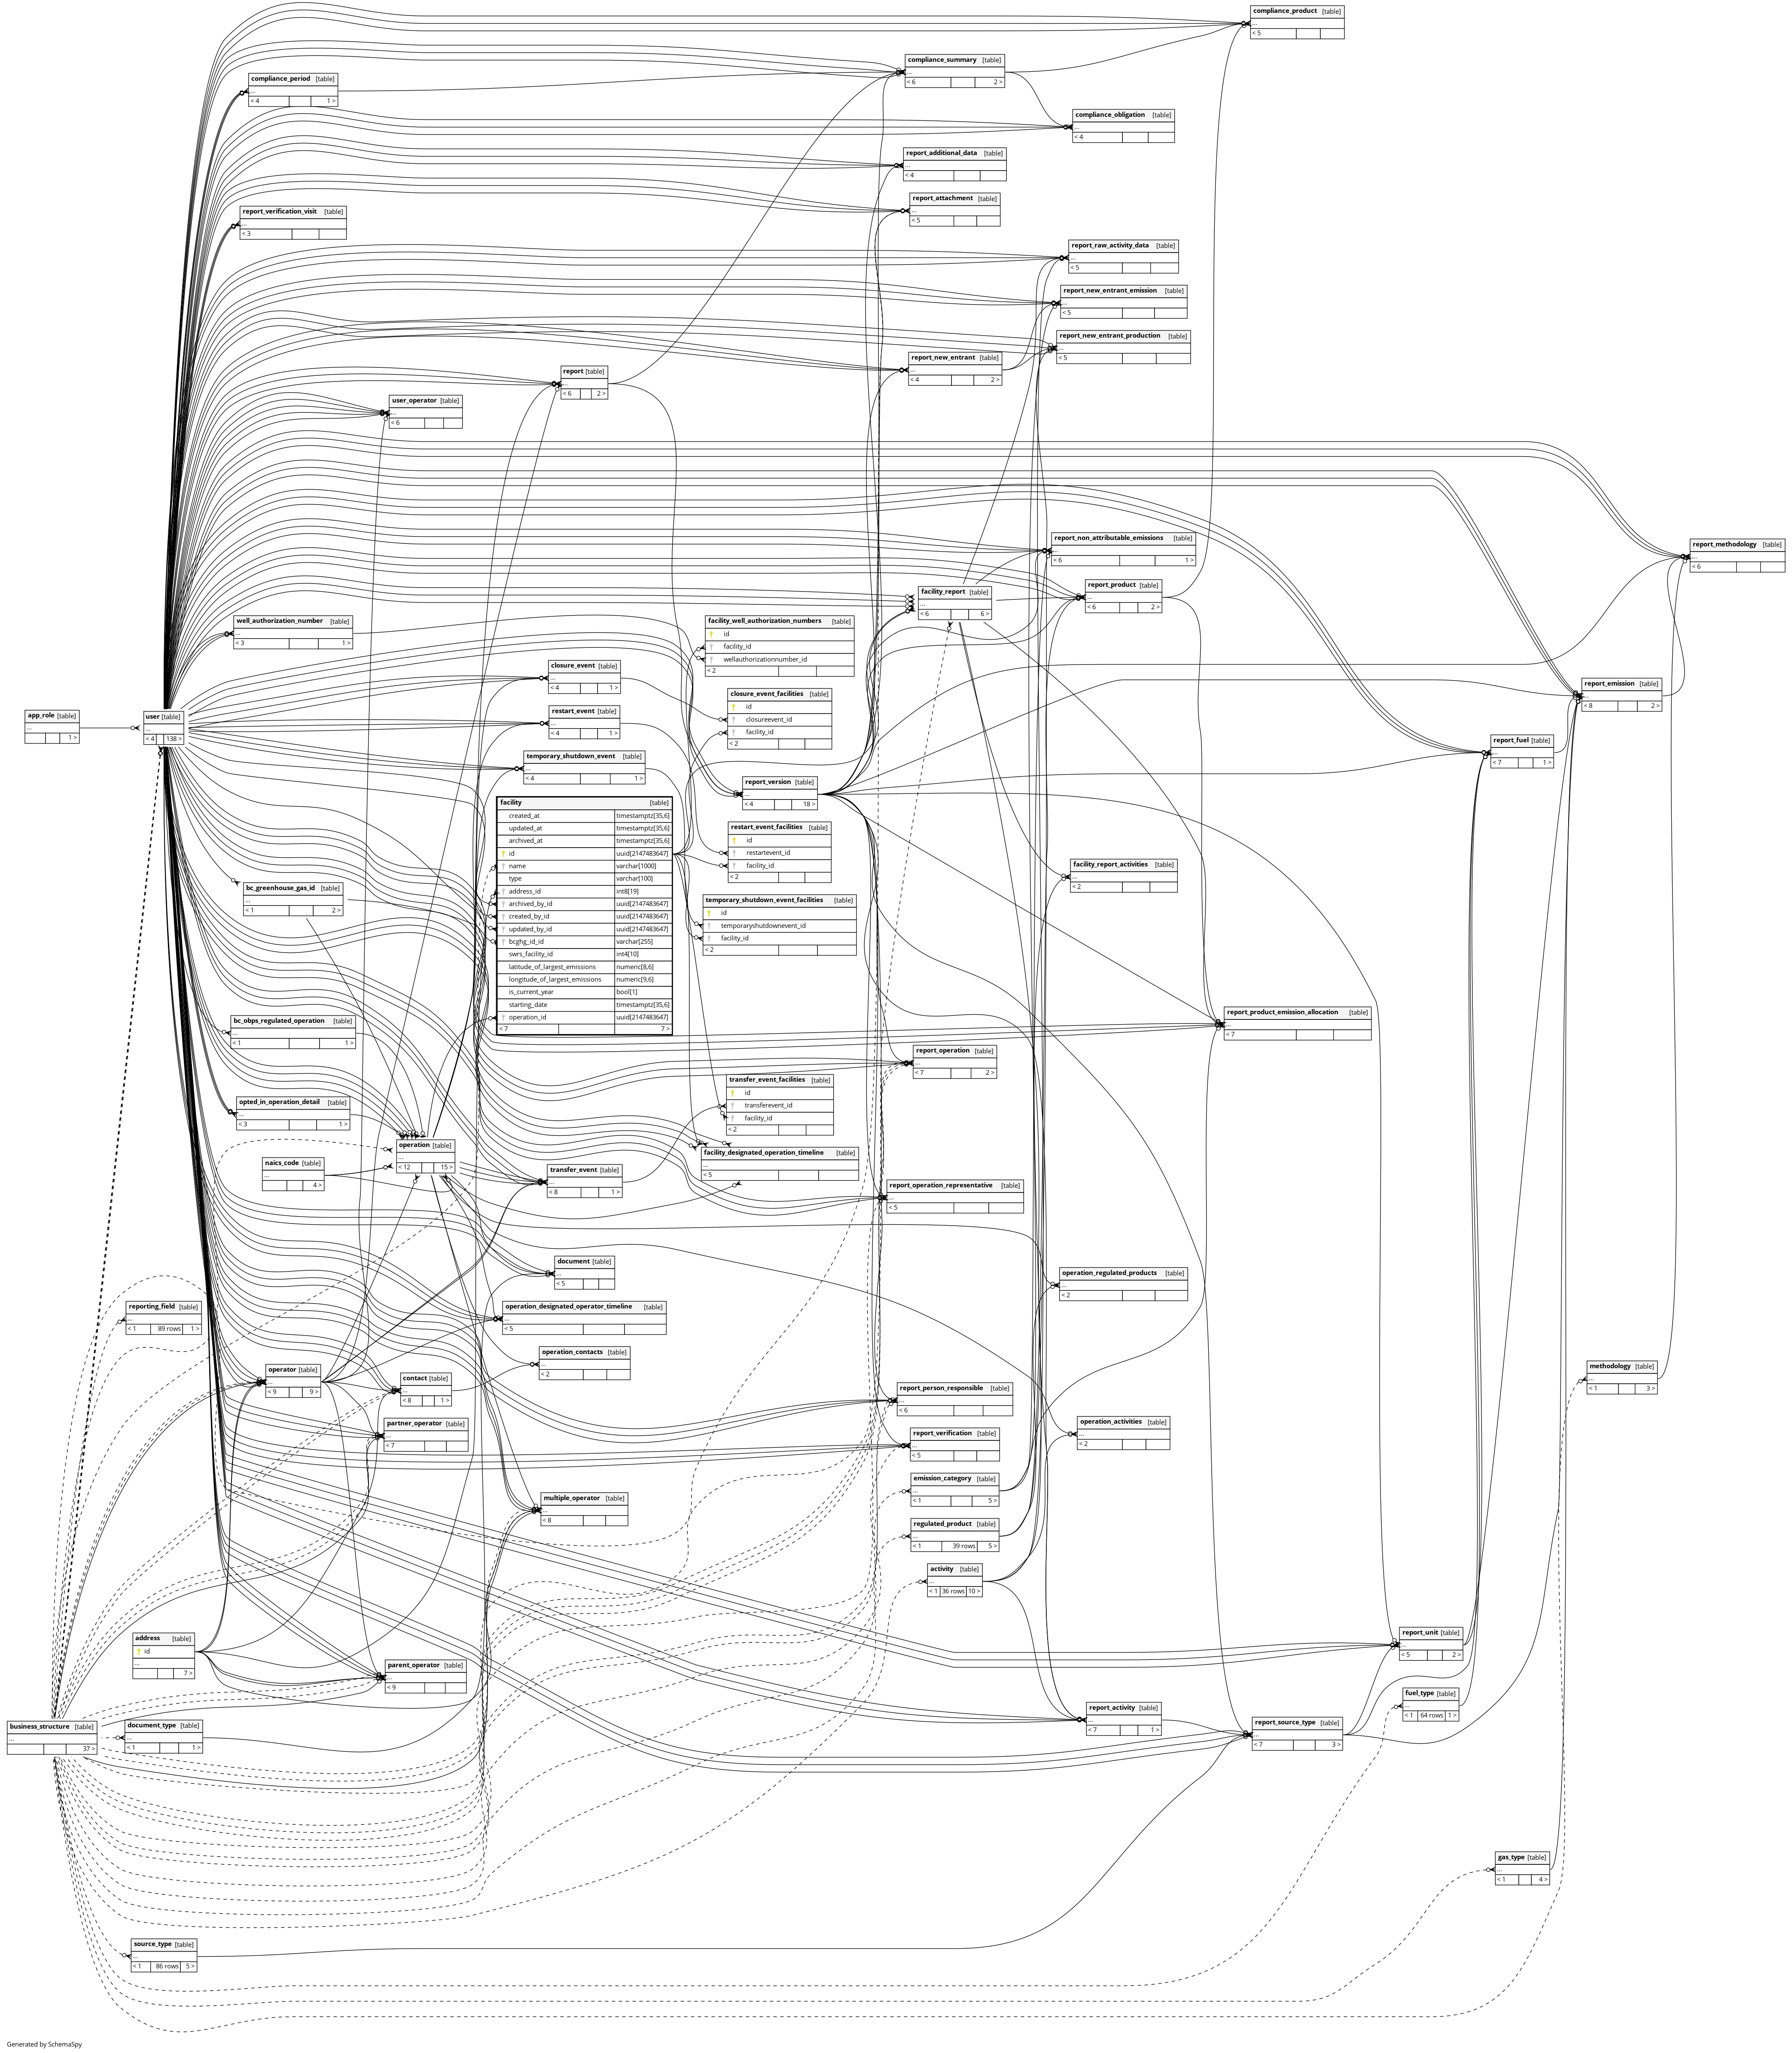 compliance_product [table]
...
< 5
compliance_summary [table]
...
< 6 2 >
compliance_period [table]
...
< 4 1 >
compliance_obligation [table]
...
< 4
report_additional_data [table]
...
< 4
report_attachment [table]
...
< 5
report_verification_visit [table]
...
< 3
report_raw_activity_data [table]
...
< 5
report_new_entrant_emission [table]
...
< 5
report_new_entrant_production [table]
...
< 5
report_new_entrant [table]
...
< 4 2 >
report [table]
...
< 6 2 >
user_operator [table]
...
< 6
report_non_attributable_emissions [table]
...
< 6 1 >
report_methodology [table]
...
< 6
report_product [table]
...
< 6 2 >
facility_report [table]
...
< 6 6 >
well_authorization_number [table]
...
< 3 1 >
facility_well_authorization_numbers [table]
id
facility_id
wellauthorizationnumber_id
< 2
closure_event [table]
...
< 4 1 >
closure_event_facilities [table]
id
closureevent_id
facility_id
< 2
report_emission [table]
...
< 8 2 >
restart_event [table]
...
< 4 1 >
app_role [table]
...
1 >
user [table]
...
< 4 138 >
report_fuel [table]
...
< 7 1 >
temporary_shutdown_event [table]
...
< 4 1 >
report_version [table]
...
< 4 18 >
facility [table]
created_at timestamptz[35,6]
updated_at timestamptz[35,6]
archived_at timestamptz[35,6]
id uuid[2147483647]
name varchar[1000]
type varchar[100]
address_id int8[19]
archived_by_id uuid[2147483647]
created_by_id uuid[2147483647]
updated_by_id uuid[2147483647]
bcghg_id_id varchar[255]
swrs_facility_id int4[10]
latitude_of_largest_emissions numeric[8,6]
longitude_of_largest_emissions numeric[9,6]
is_current_year bool[1]
starting_date timestamptz[35,6]
operation_id uuid[2147483647]
< 7 7 >
restart_event_facilities [table]
id
restartevent_id
facility_id
< 2
facility_report_activities [table]
...
< 2
bc_greenhouse_gas_id [table]
...
< 1 2 >
temporary_shutdown_event_facilities [table]
id
temporaryshutdownevent_id
facility_id
< 2
report_product_emission_allocation [table]
...
< 7
bc_obps_regulated_operation [table]
...
< 1 1 >
report_operation [table]
...
< 7 2 >
transfer_event_facilities [table]
id
transferevent_id
facility_id
< 2
opted_in_operation_detail [table]
...
< 3 1 >
operation [table]
...
< 12 15 >
facility_designated_operation_timeline [table]
...
< 5
naics_code [table]
...
4 >
transfer_event [table]
...
< 8 1 >
report_operation_representative [table]
...
< 5
document [table]
...
< 5
operation_regulated_products [table]
...
< 2
reporting_field [table]
...
< 1 89 rows 1 >
operation_designated_operator_timeline [table]
...
< 5
operation_contacts [table]
...
< 2
operator [table]
...
< 9 9 >
contact [table]
...
< 8 1 >
methodology [table]
...
< 1 3 >
report_person_responsible [table]
...
< 6
partner_operator [table]
...
< 7
operation_activities [table]
...
< 2
report_verification [table]
...
< 5
emission_category [table]
...
< 1 5 >
multiple_operator [table]
...
< 8
regulated_product [table]
...
< 1 39 rows 5 >
activity [table]
...
< 1 36 rows 10 >
address [table]
id
...
7 >
report_unit [table]
...
< 5 2 >
parent_operator [table]
...
< 9
fuel_type [table]
...
< 1 64 rows 1 >
report_activity [table]
...
< 7 1 >
report_source_type [table]
...
< 7 3 >
business_structure [table]
...
37 >
document_type [table]
...
< 1 1 >
gas_type [table]
...
< 1 4 >
source_type [table]
...
< 1 86 rows 5 >
Generated by SchemaSpy